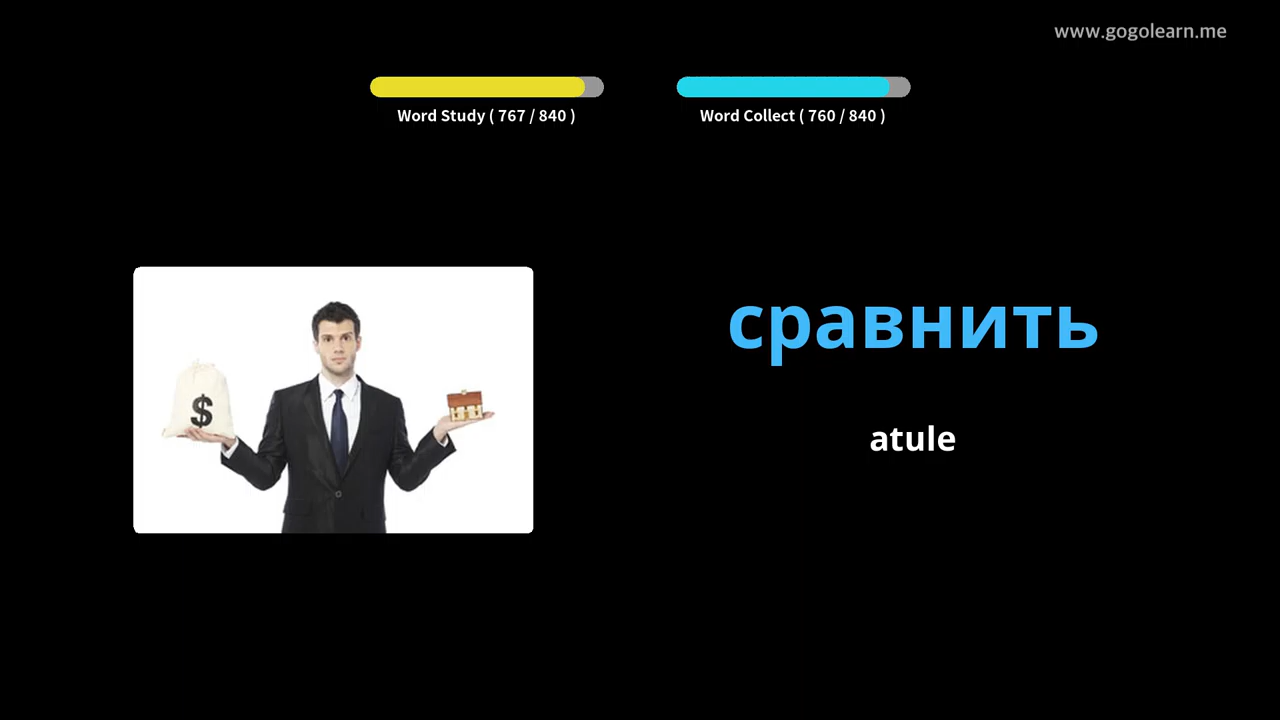 www.gogolearn.me
Word Study ( 767 / 840 )
Word Collect ( 760 / 840 )
$
сравнить
atule